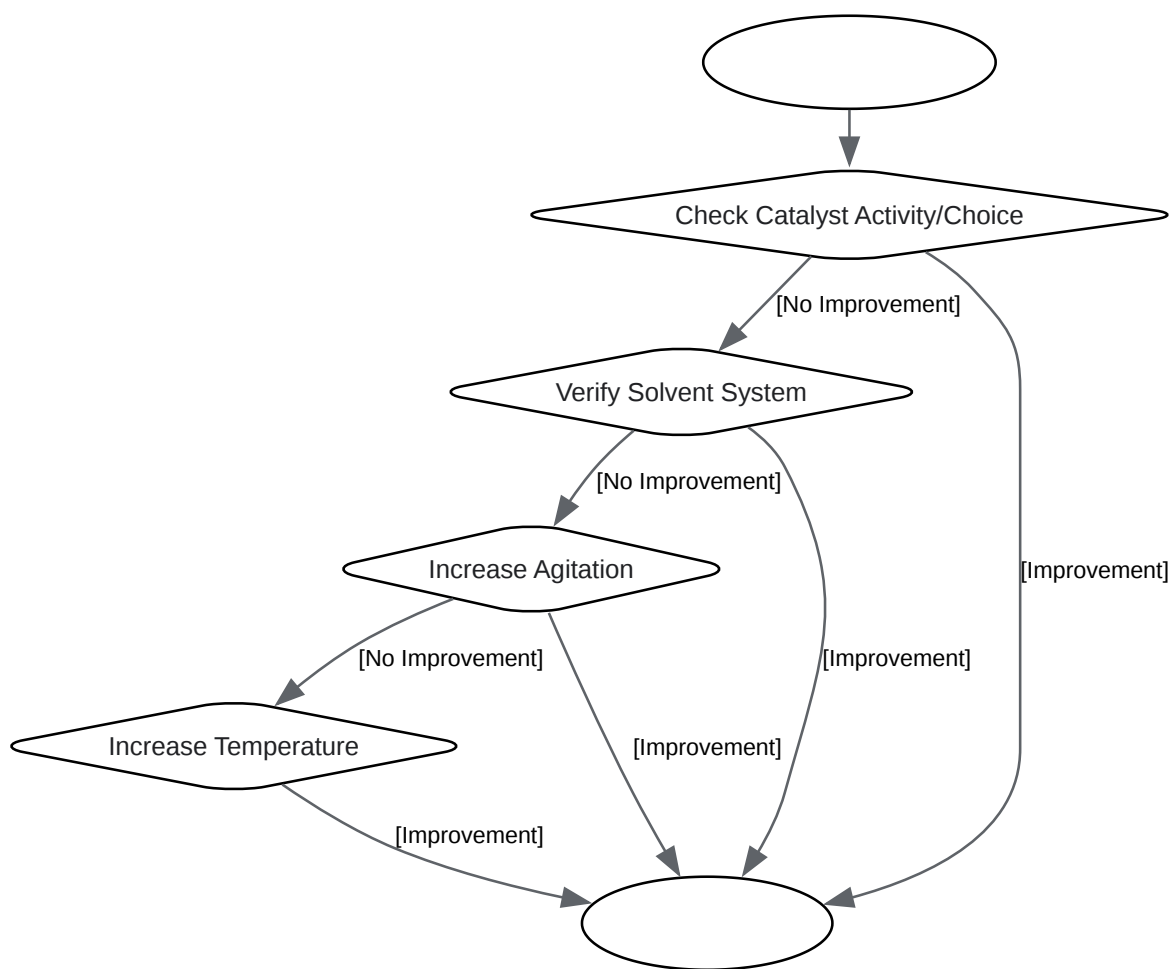 Check Catalyst Activity/Choice
[No Improvement]
Verify Solvent System
[No Improvement]
Increase Agitation
[Improvement]
[No Improvement]
[Improvement]
Increase Temperature
[Improvement]
[Improvement]